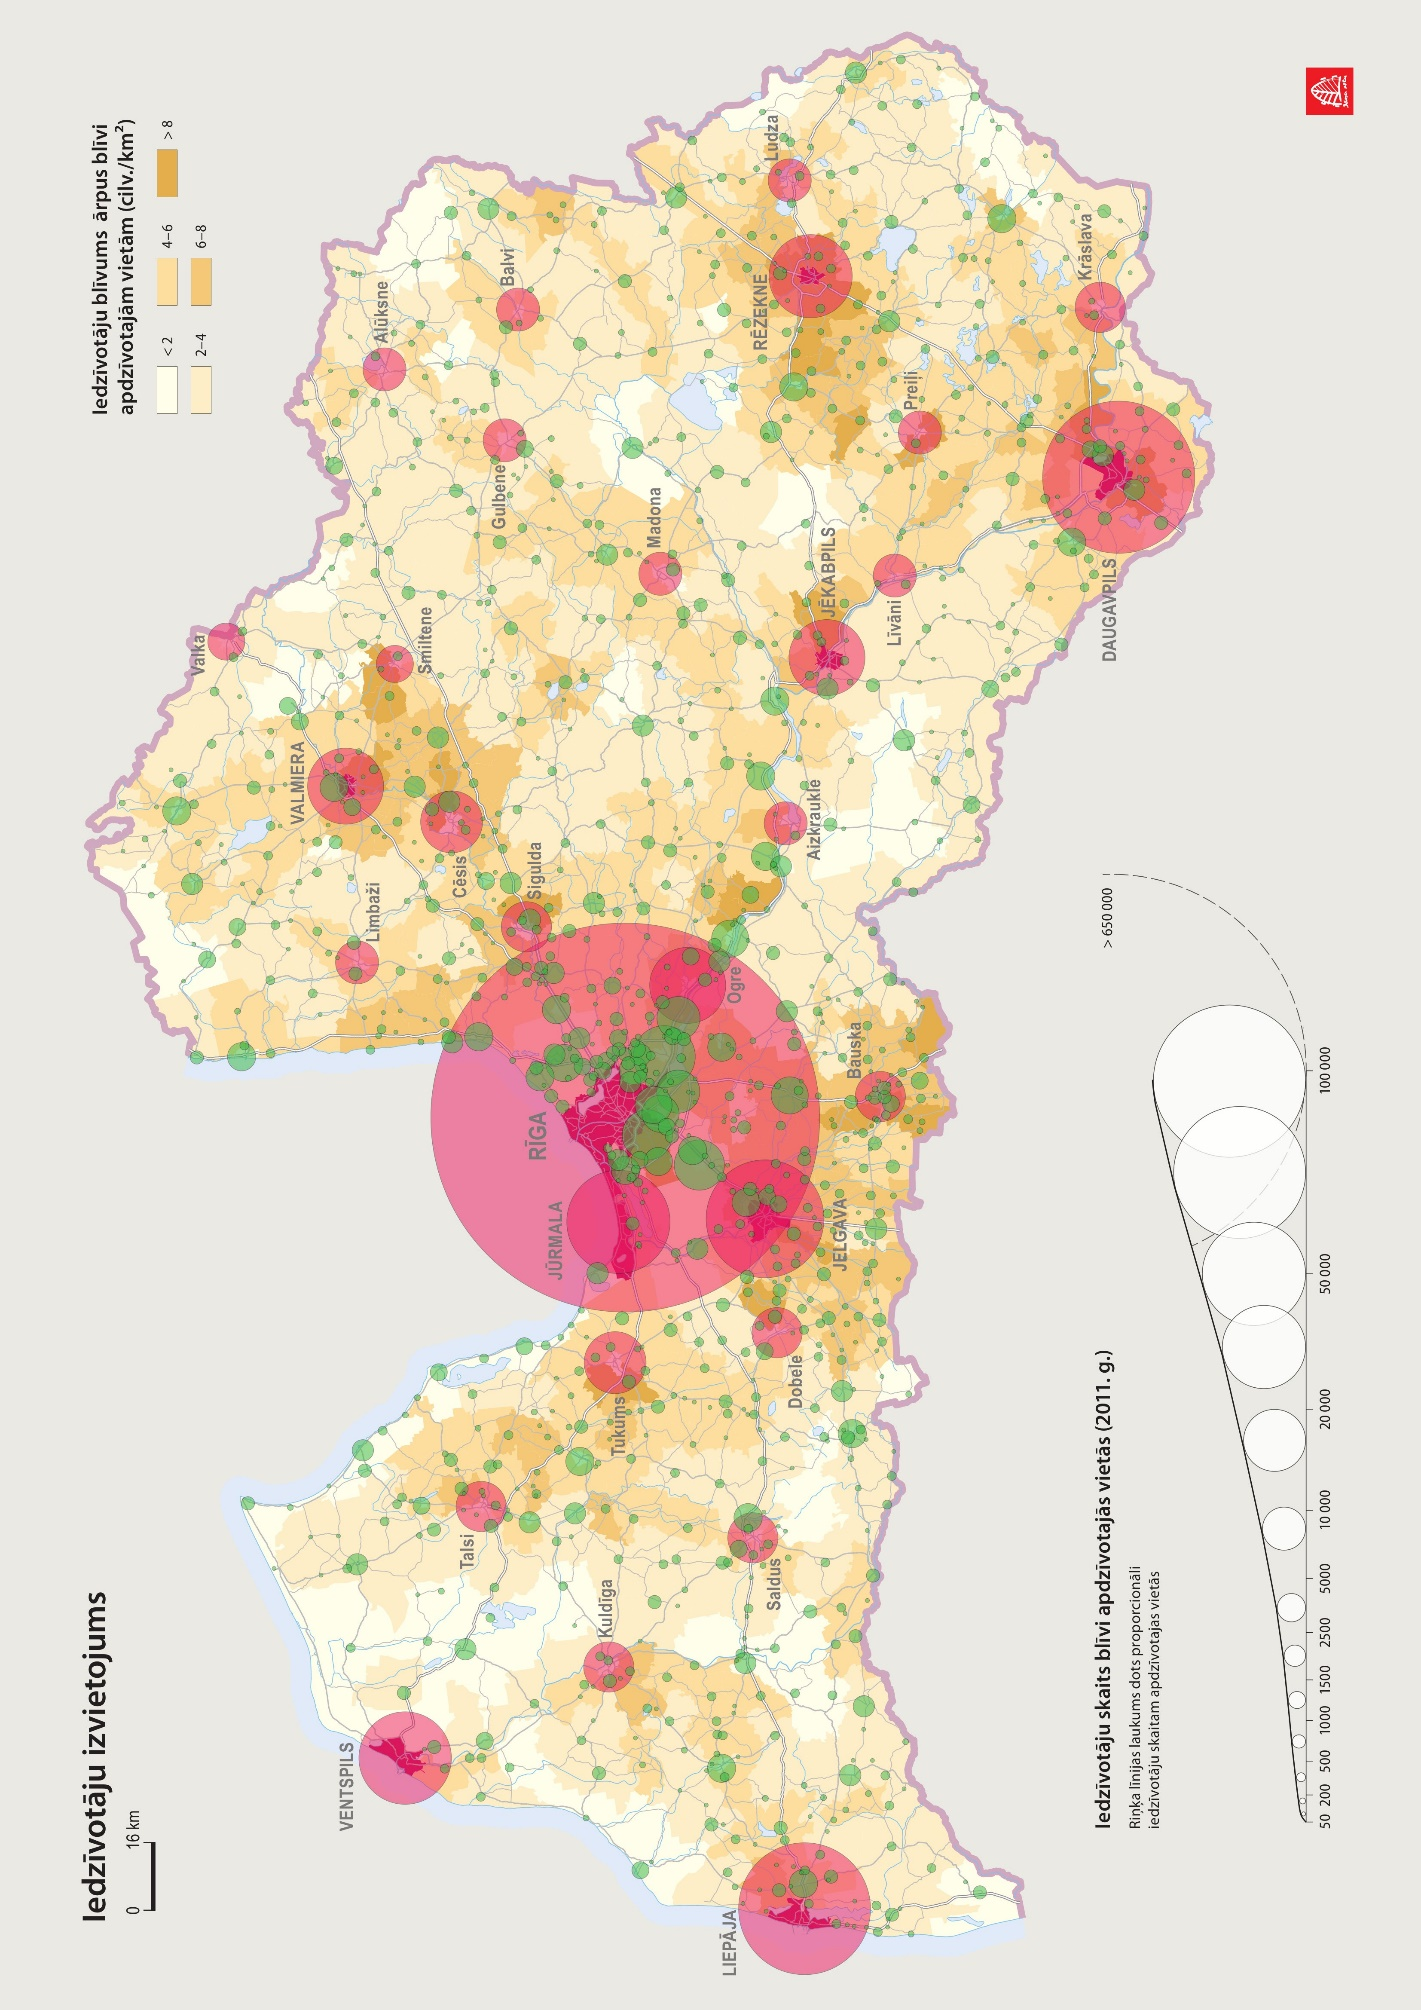 Iedzīvotāju izvietojums
0 16 km
Iedzīvotāju blīvums ārpus blīvi
apdzīvotajām vietām (cilv./km²)
< 2
4–6
> 8
2–4
6–8
VENTSPILS
LIEPĀJA
Talsi
Kuldīga
Saldus
Tukums
Dobele
JŪRMALA
JELGAVA
RĪGA
Bauska
Ogre
Limbaži
Sigulda
Cēsis
VALMIERA
Aizkraukle
Valka
Smiltene
JĒKABPILS
Līvāni
Madona
Gulbene
Alūksne
Balvi
DAUGAVPILS
Preiļi
RĒZEKNE
Ludza
Krāslava
Iedzīvotāju skaits blīvi apdzīvotajās vietās (2011. g.)
Riņķa līnijas laukums dots proporcionāli
iedzīvotāju skaitam apdzīvotajas vietās
> 650 000
50 200 500 1000 1500 2500 5000 10 000 20 000 50 000 100 000